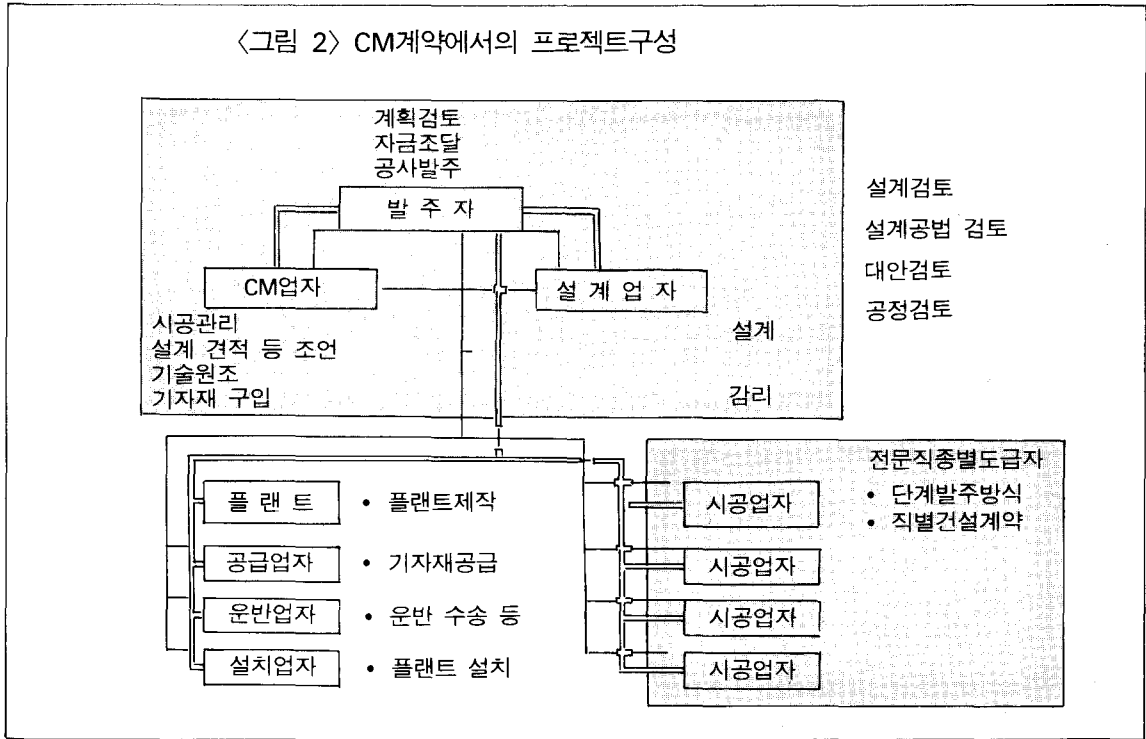 〈그림 2〉 CM계약에서의 프로젝트구성
계획검토
자금조달
공사발주
발 주 자
CM업자
설 계 업 자
시공관리
설계 견적 등 조언
기술원조
기자재 구입
설계
감리
설계검토
설계공법 검토
대안검토
공정검토
플 랜 트
• 플랜트제작
공급업자
• 기자재공급
운반업자
• 운반 수송 등
설치업자
• 플랜트 설치
전문직종별도급자
• 단계발주방식
• 직별건설계약
시공업자
시공업자
시공업자
시공업자